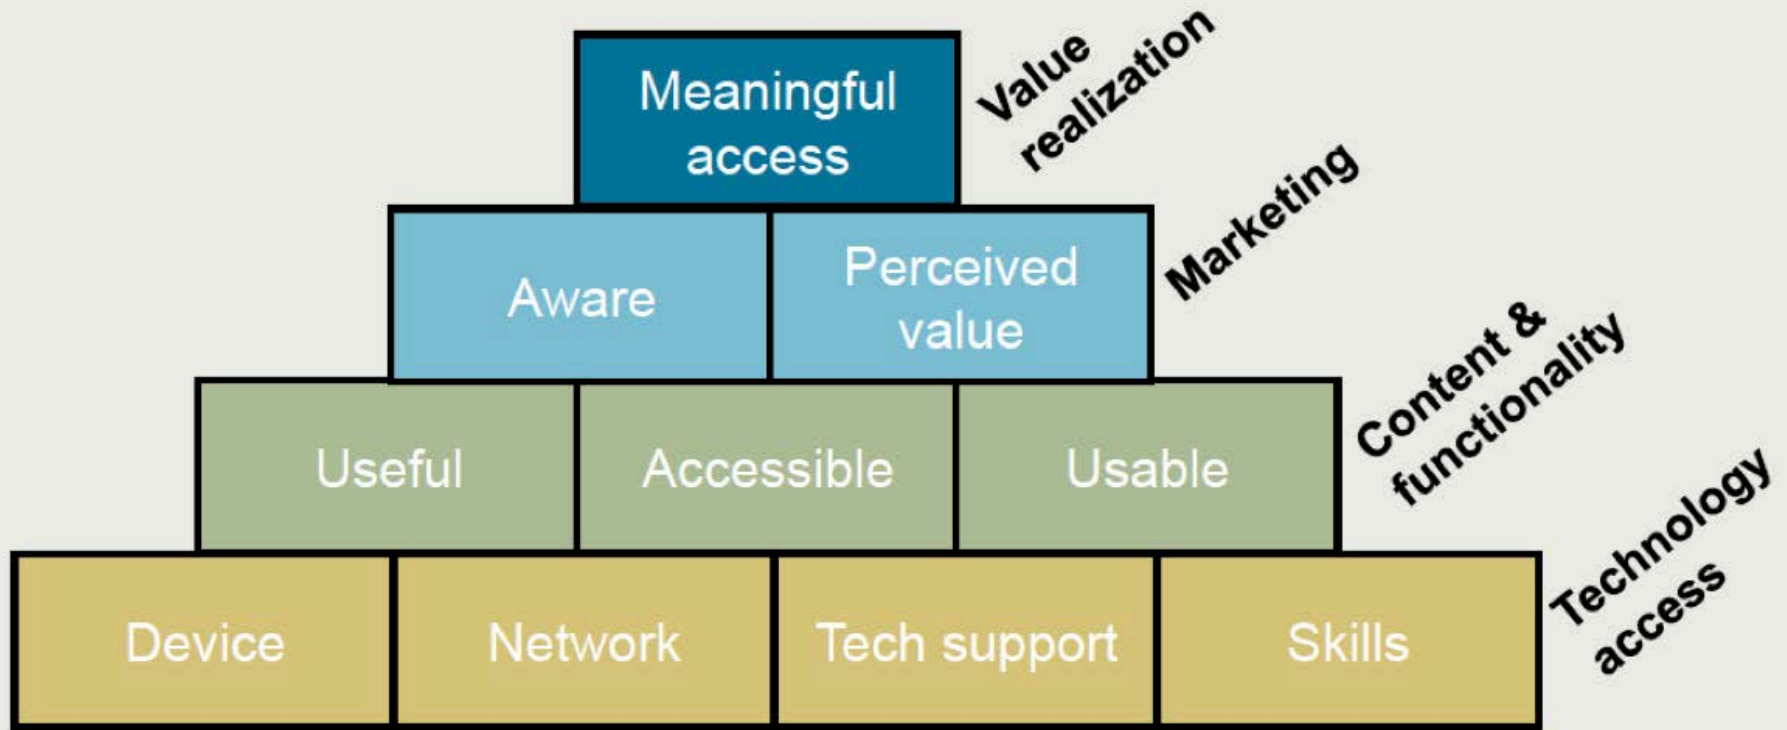 Meaningful
access
Value
realization
Aware
Perceived
value
Marketing
Useful
Accessible
Usable
Content &
functionality
Device
Network
Tech support
Skills
Technology
access